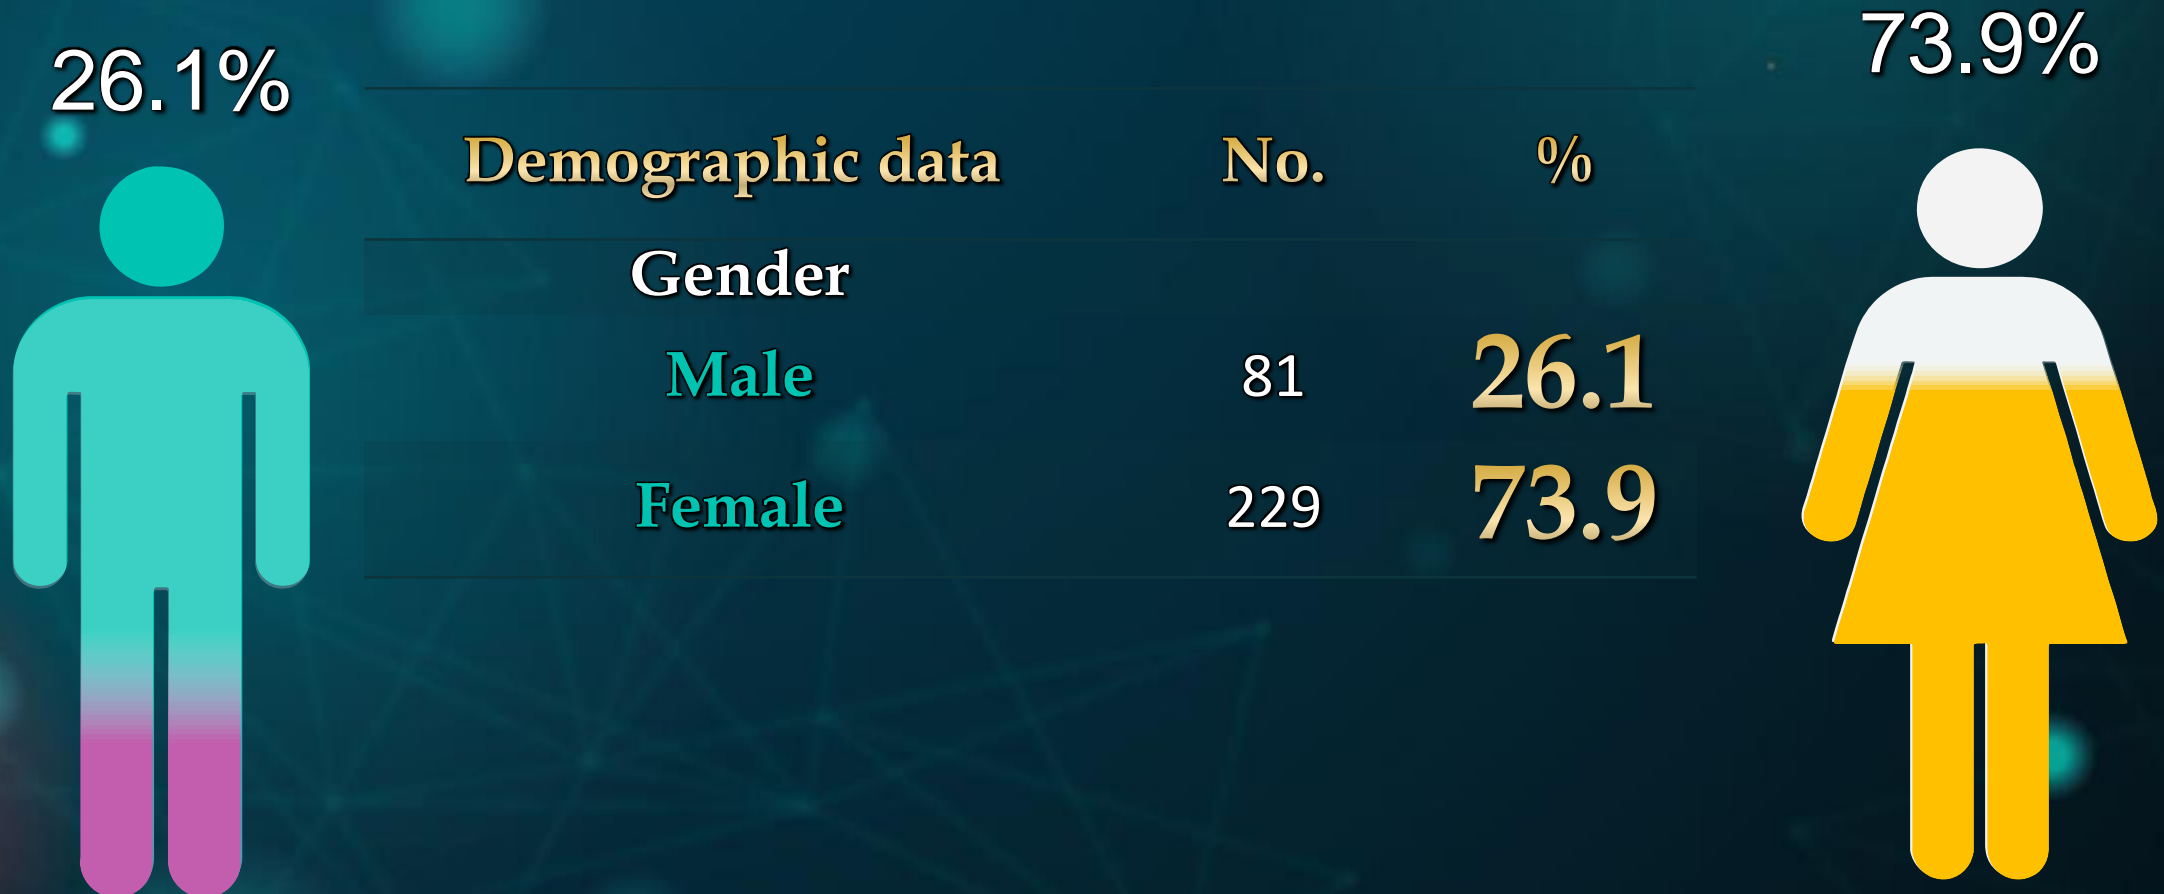 26.1%
73.9%
Demographic data No. %
Gender
Male 81 26.1
Female 229 73.9